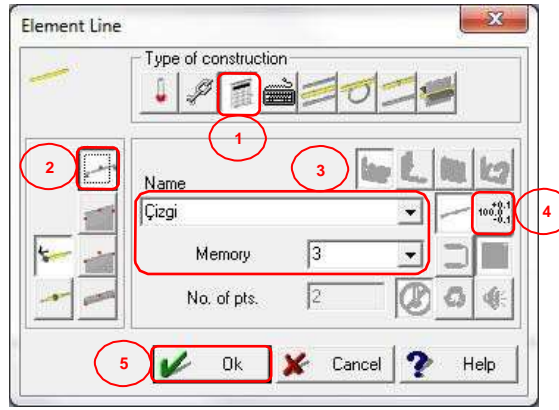 Element Line
Type of construction
1
2
3
Name
Çizgi
100.0 +0.1 -0.1
4
Memory 3
No. of pts. 2
5
Ok Cancel ? Help